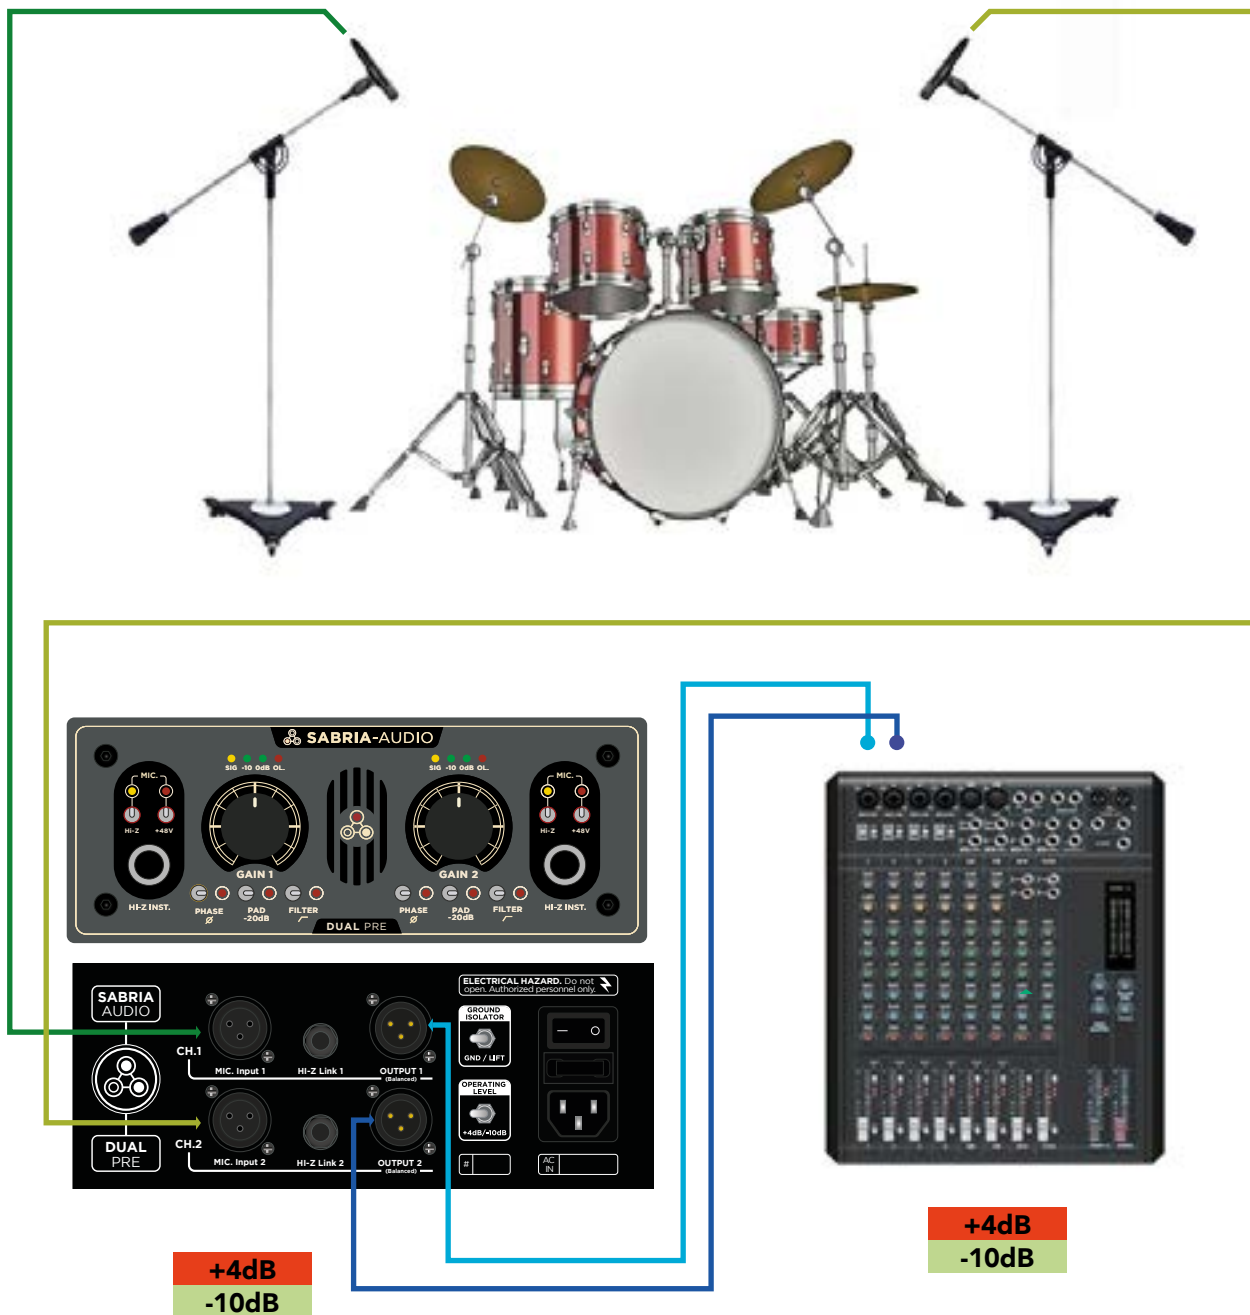 SABRIA-AUDIO
SIG -10 0dB OL.
SIG -10 0dB OL.
MIC.
MIC.
Hi-Z +48V
Hi-Z +48V
GAIN 1
GAIN 2
HI-Z INST.
PHASE
Ø
PAD
-20dB
FILTER
PHASE
Ø
PAD
-20dB
FILTER
HI-Z INST.
DUAL PRE
SABRIA
AUDIO
ELECTRICAL HAZARD. Do not
open. Authorized personnel only.
GROUND
ISOLATOR
GND / LIFT
CH.1
MIC. Input 1
HI-Z Link 1
OUTPUT 1
(Balanced)
OPERATING
LEVEL
+4dB/-10dB
DUAL
PRE
CH.2
MIC. Input 2
HI-Z Link 2
OUTPUT 2
(Balanced)
#
AC
IN
+4dB
-10dB
+4dB
-10dB